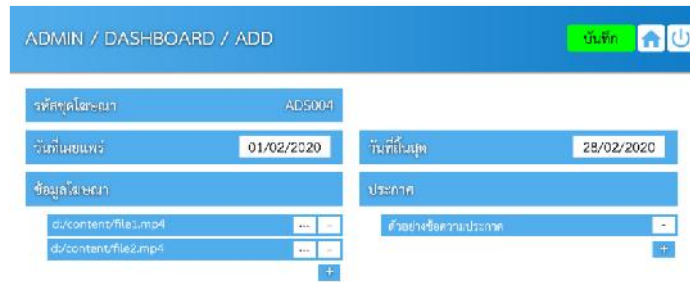 ADMIN / DASHBOARD / ADD
บันทึก
รหัสชุดโฆษณา ADS004
วันที่เผยแพร่ 01/02/2020
วันที่สิ้นสุด 28/02/2020
ข้อมูลโฆษณา
ประกาศ
d:/content/file1.mp4 ... -
ตัวอย่างข้อความประกาศ -
d:/content/file2.mp4 ... -
+
+